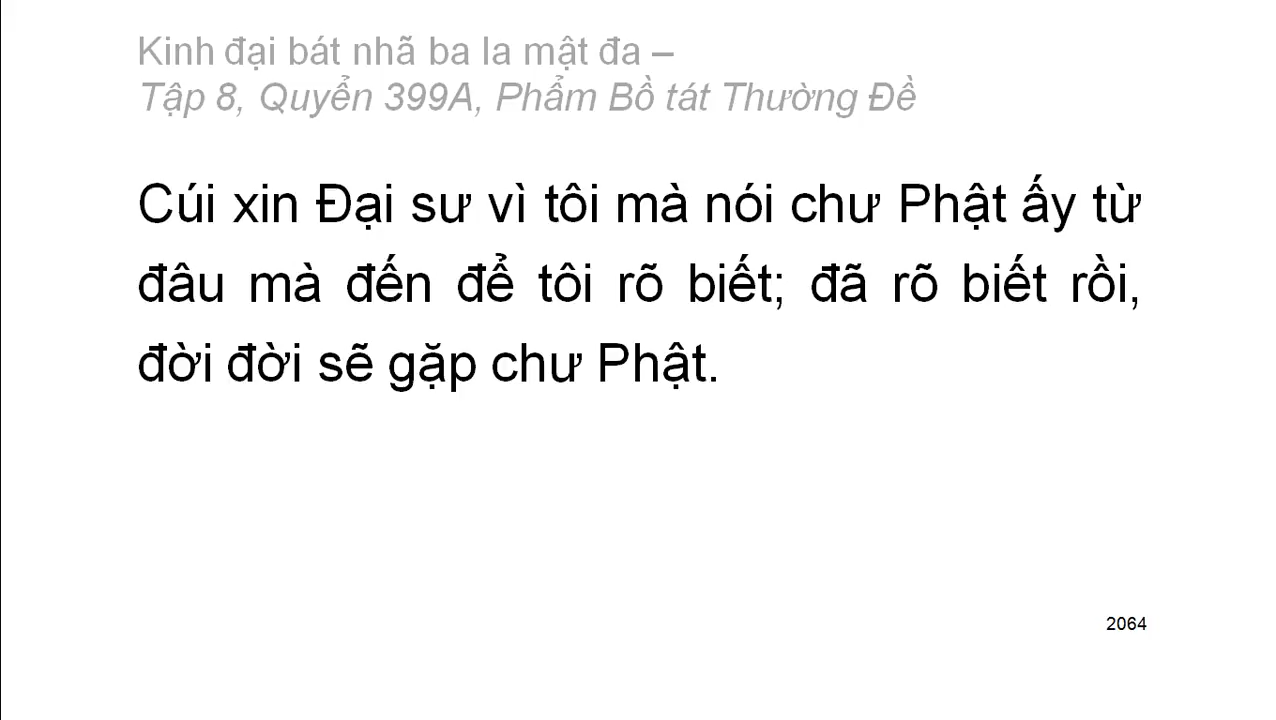 Kinh đại bát nhã ba la mật đa –
Tập 8, Quyển 399A, Phẩm Bồ tát Thường Đề
Cúi xin Đại sư vì tôi mà nói chư Phật ấy từ
đâu mà đến để tôi rõ biết; đã rõ biết rồi,
đời đời sẽ gặp chư Phật.
2064